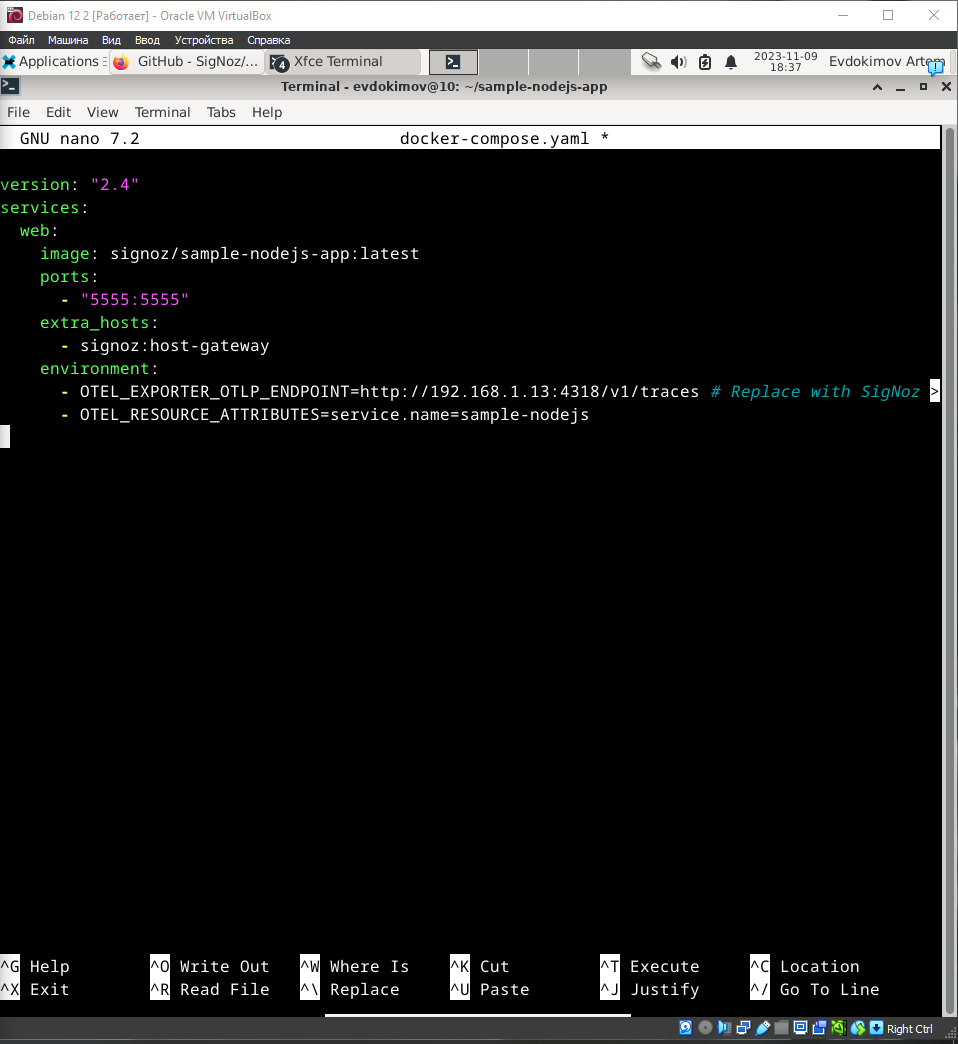 Debian 12 2 [Работает] - Oracle VM VirtualBox
Файл Машина Вид Ввод Устройства Справка
Applications GitHub - SigNoz/... 4 Xfce Terminal 2023-11-09 Evdokimov Artem
18:37
Terminal - evdokimov@10: ~/sample-nodejs-app
File Edit View Terminal Tabs Help
GNU nano 7.2 docker-compose.yaml *
version: "2.4"
services:
  web:
    image: signoz/sample-nodejs-app:latest
    ports:
      - "5555:5555"
    extra_hosts:
      - signoz:host-gateway
    environment:
      - OTEL_EXPORTER_OTLP_ENDPOINT=http://192.168.1.13:4318/v1/traces # Replace with SigNoz >
      - OTEL_RESOURCE_ATTRIBUTES=service.name=sample-nodejs
^G Help ^O Write Out ^W Where Is ^K Cut ^T Execute ^C Location
^X Exit ^R Read File ^\ Replace ^U Paste ^J Justify ^/ Go To Line
Right Ctrl